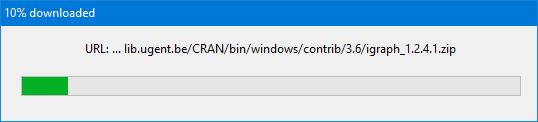 10% downloaded
URL: ... lib.ugent.be/CRAN/bin/windows/contrib/3.6/igraph_1.2.4.1.zip